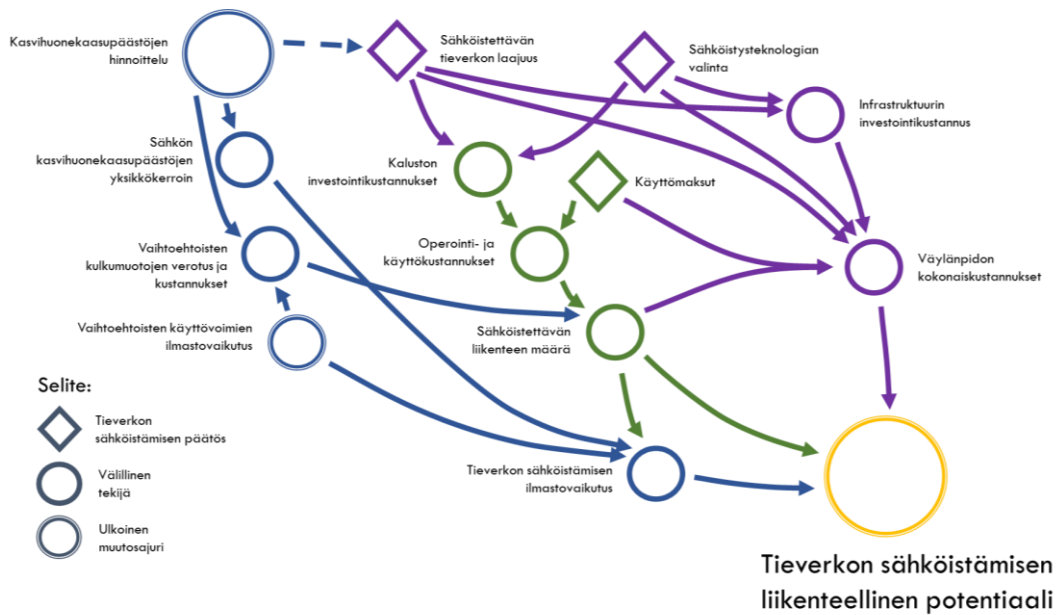 Kasvihuonekaasupäästöjen
hinnoittelu
Sähköistettävän
tieverkon laajuus
Sähköistysteknologian
valinta
Infrastruktuurin
investointikustannus
Sähkön
kasvihuonekaasupäästöjen
yksikkökerroin
Kaluston
investointikustannukset
Käyttömaksut
Vaihtoehtoisten
kulkumuotojen verotus ja
kustannukset
Operointi- ja
käyttökustannukset
Väylänpidon
kokonaiskustannukset
Vaihtoehtoisten käyttövoimien
ilmastovaikutus
Sähköistettävän
liikenteen määrä
Selite:
Tieverkon
sähköistämisen päätös
Välillinen
tekijä
Ulkoinen
muutosajuri
Tieverkon sähköistämisen
ilmastovaikutus
Tieverkon sähköistämisen
liikenteellinen potentiaali